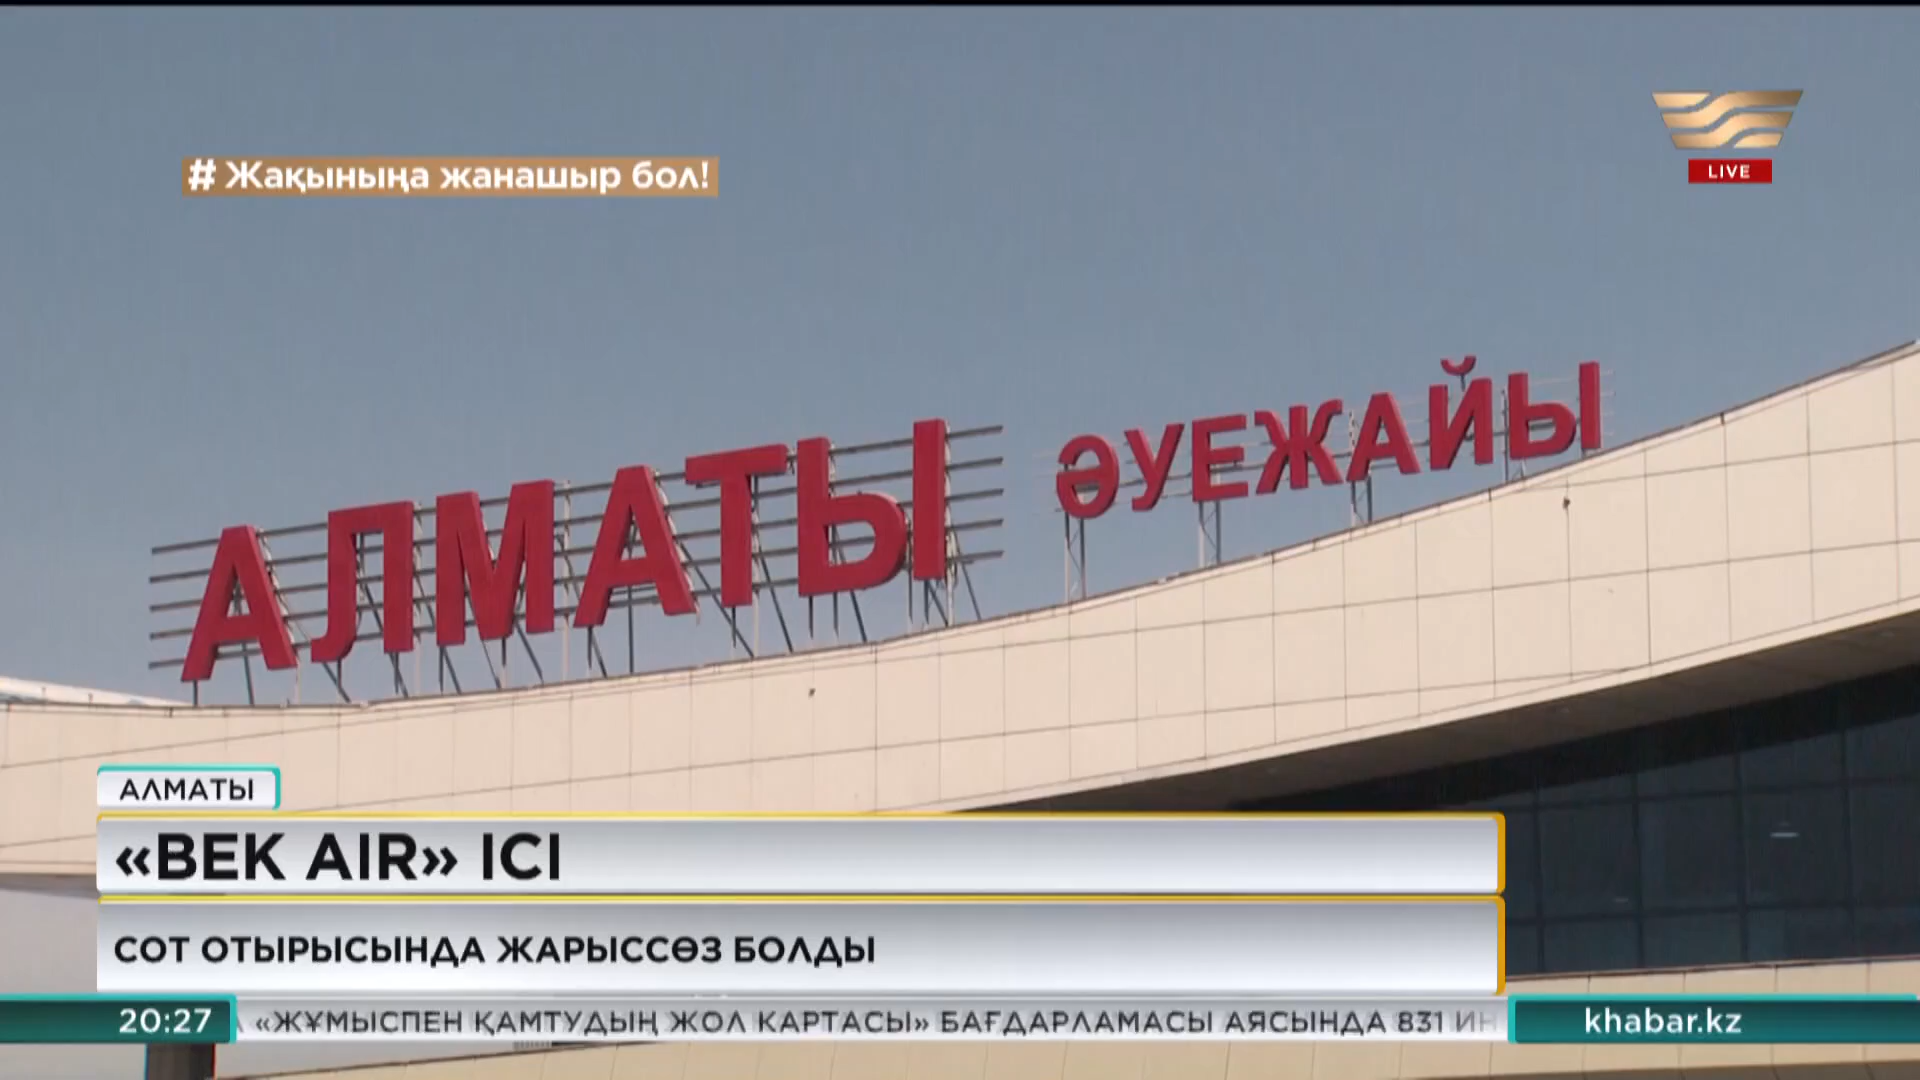 # Жақыныңа жанашыр бол!
LIVE
АЛМАТЫ ӘУЕЖАЙЫ
АЛМАТЫ
«BEK AIR» ІСІ
СОТ ОТЫРЫСЫНДА ЖАРЫССӨЗ БОЛДЫ
20:27
«ЖҰМЫСПЕН ҚАМТУДЫҢ ЖОЛ КАРТАСЫ» БАҒДАРЛАМАСЫ АЯСЫНДА 831
khabar.kz